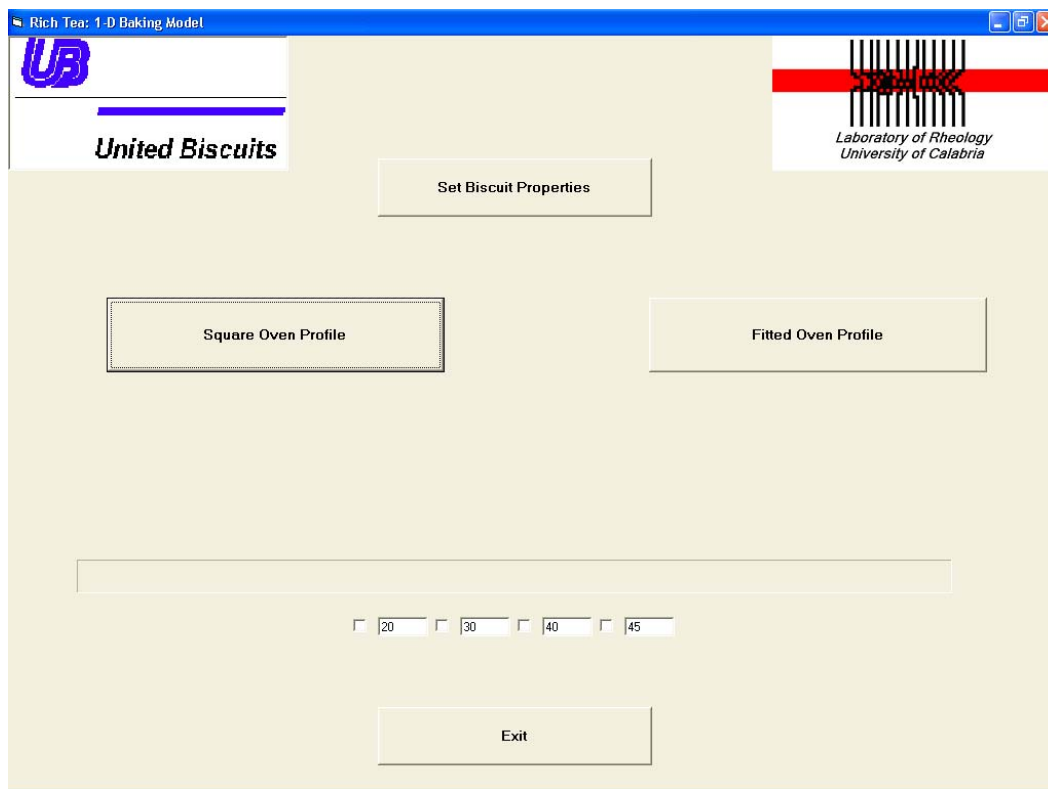 Rich Tea: 1-D Baking Model
UB
United Biscuits
Laboratory of Rheology
University of Calabria
Set Biscuit Properties
Square Oven Profile
Fitted Oven Profile
20 30 40 45
Exit